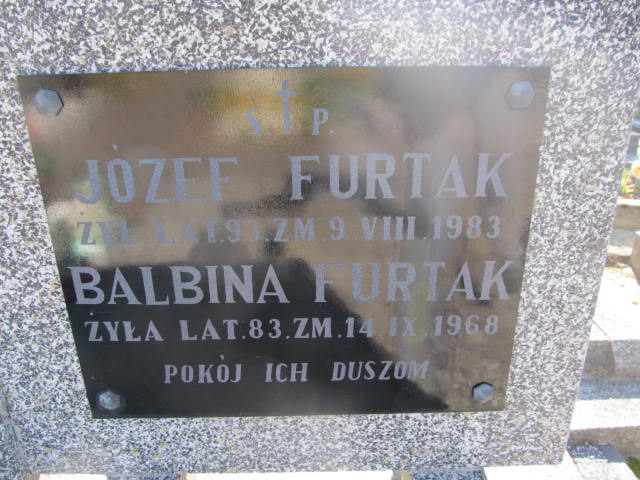 Ś. † P.
JÓZEF FURTAK
ŻYŁ LAT.93.ZM.9.VIII.1983
BALBINA FURTAK
ŻYŁA LAT.83.ZM.14.IX.1968
POKÓJ ICH DUSZOM